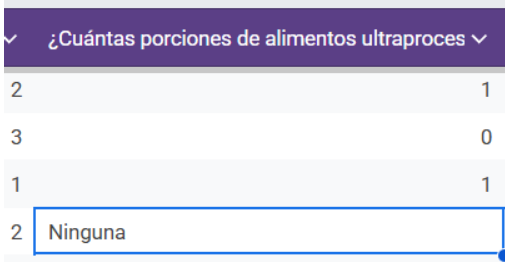 ¿Cuántas porciones de alimentos ultraproces
2 1
3 0
1 1
2 Ninguna